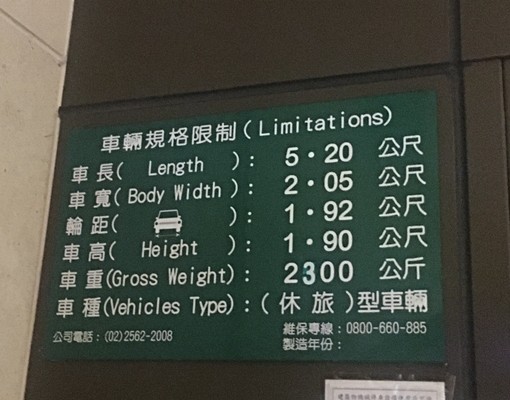 車輛規格限制(Limitations)
車長( Length ): 5.20 公尺
車寬(Body Width): 2.05 公尺
輪距( ): 1.92 公尺
車高( Height ): 1.90 公尺
車重(Gross Weight): 2300 公斤
車種(Vehicles Type):(休旅)型車輛
公司電話:(02)2562-2008
維保專線:0800-660-885
製造年份: